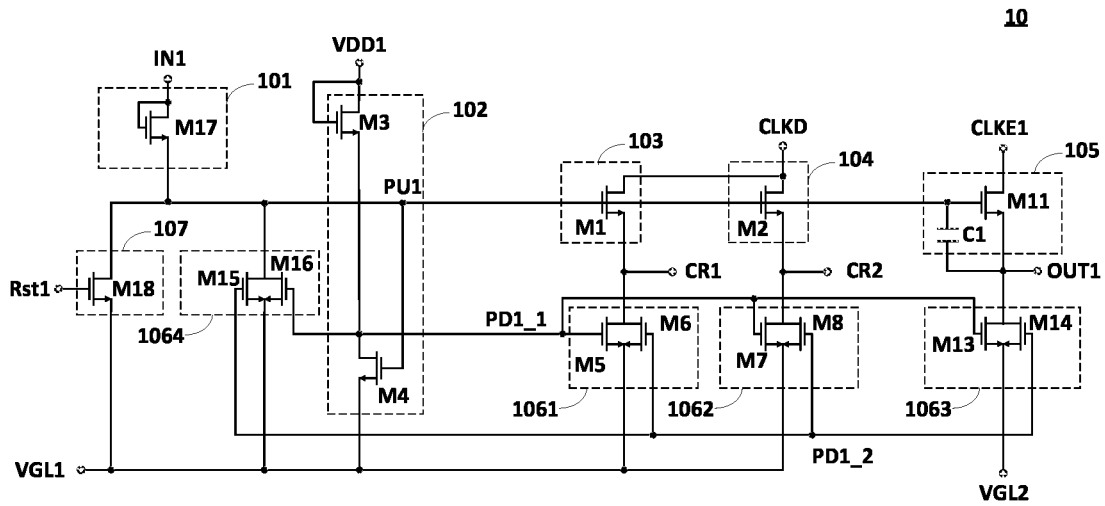 10
VDD1
IN1
101
M17
M3
102
CLKD
CLKE1
103
104
105
PU1
M1
M2
M11
C1
107
M16
M15
Rst1
M18
CR1
CR2
OUT1
1064
PD1_1
M6
M8
M14
M5
M7
M13
M4
1061
1062
1063
PD1_2
VGL1
VGL2